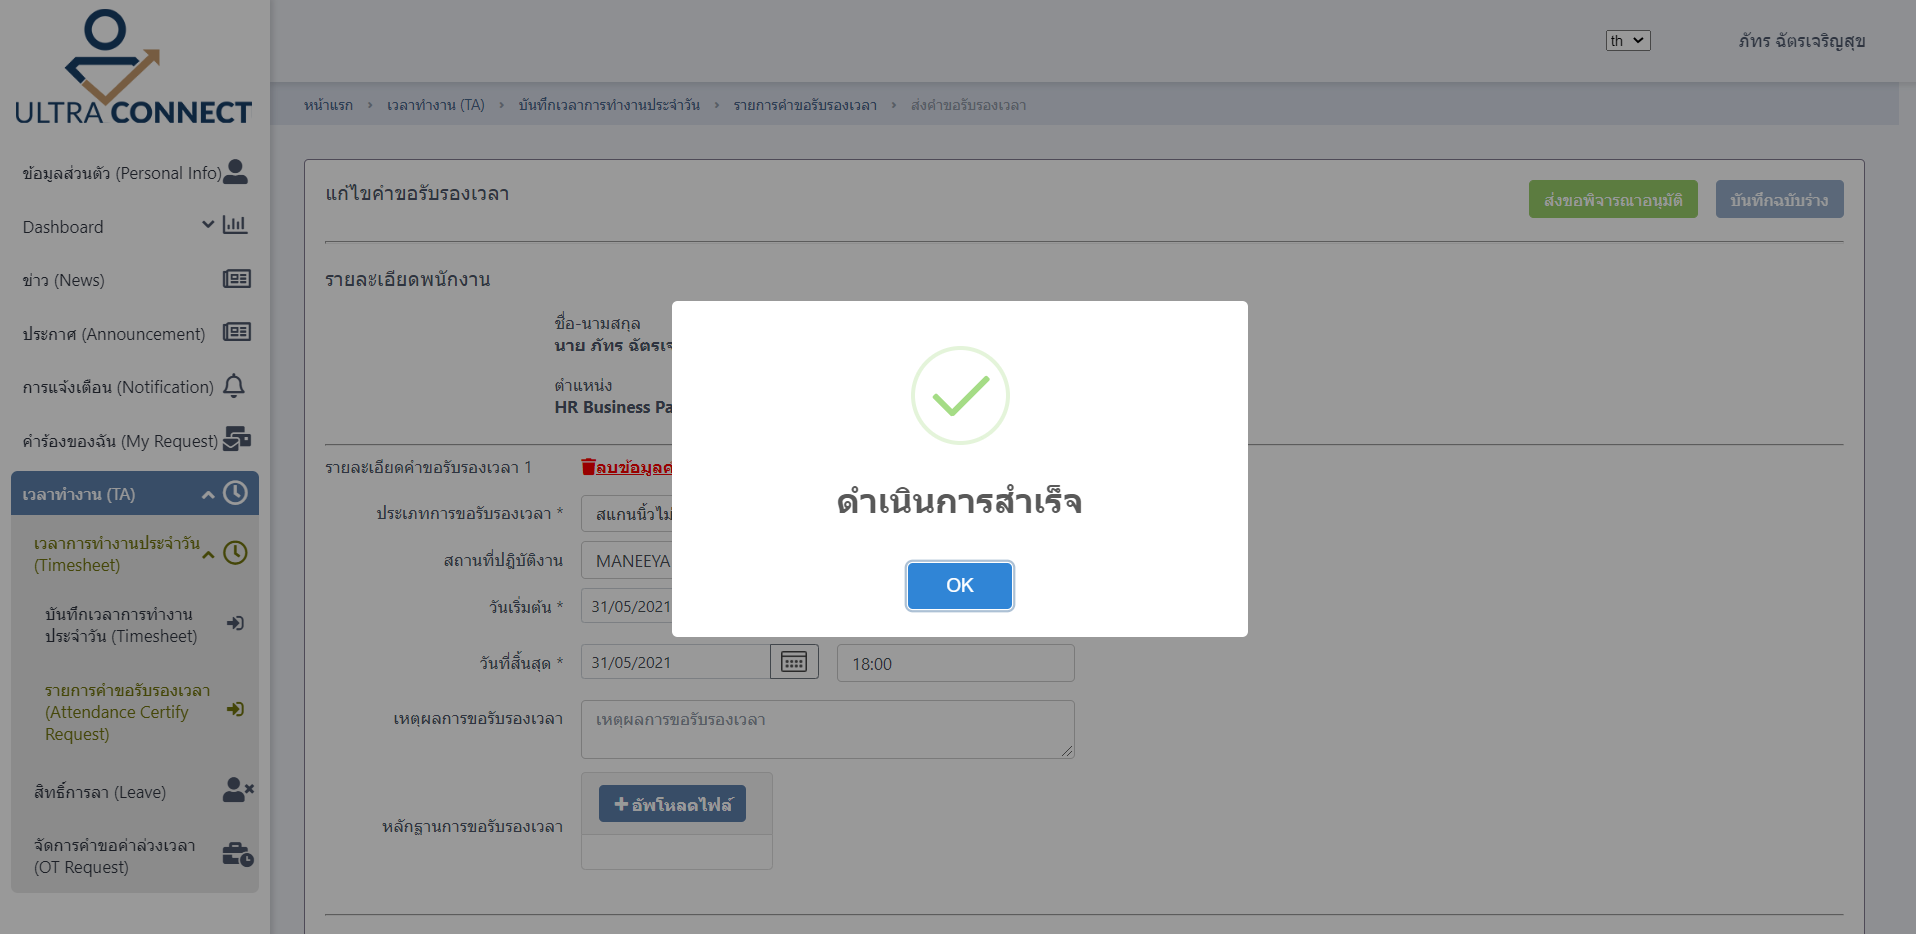 ULTRA CONNECT
th
ภัทร ฉัตรเจริญสุข
หน้าแรก › เวลาทำงาน (TA) › บันทึกเวลาการทำงานประจำวัน › รายการคำขอรับรองเวลา › ส่งคำขอรับรองเวลา
ข้อมูลส่วนตัว (Personal Info)
Dashboard
ข่าว (News)
ประกาศ (Announcement)
การแจ้งเตือน (Notification)
คำร้องของฉัน (My Request)
เวลาทำงาน (TA)
เวลาการทำงานประจำวัน
(Timesheet)
บันทึกเวลาการทำงาน
ประจำวัน (Timesheet)
รายการคำขอรับรองเวลา
(Attendance Certify
Request)
สิทธิ์การลา (Leave)
จัดการคำขอค่าล่วงเวลา
(OT Request)
แก้ไขคำขอรับรองเวลา
ส่งขอพิจารณาอนุมัติ
บันทึกฉบับร่าง
รายละเอียดพนักงาน
ชื่อ-นามสกุล
นาย ภัทร ฉัตรเจ
ตำแหน่ง
HR Business Pa
รายละเอียดคำขอรับรองเวลา 1
ลบข้อมูลคำ
ประเภทการขอรับรองเวลา *
สแกนนิ้วไม่
สถานที่ปฏิบัติงาน
MANEEYA
วันเริ่มต้น *
31/05/2021
วันที่สิ้นสุด *
31/05/2021
18:00
เหตุผลการขอรับรองเวลา
เหตุผลการขอรับรองเวลา
หลักฐานการขอรับรองเวลา
อัพโหลดไฟล์
ดำเนินการสำเร็จ
OK